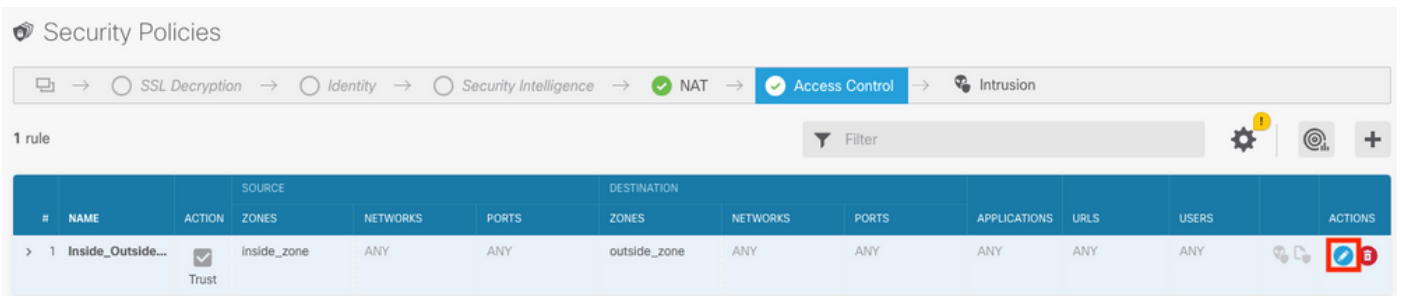 Security Policies
SSL Decryption → Identity → Security Intelligence → NAT → Access Control → Intrusion
1 rule Filter
SOURCE DESTINATION
# NAME ACTION ZONES NETWORKS PORTS ZONES NETWORKS PORTS APPLICATIONS URLS USERS ACTIONS
> 1 Inside_Outside... inside_zone ANY ANY outside_zone ANY ANY ANY ANY ANY
Trust